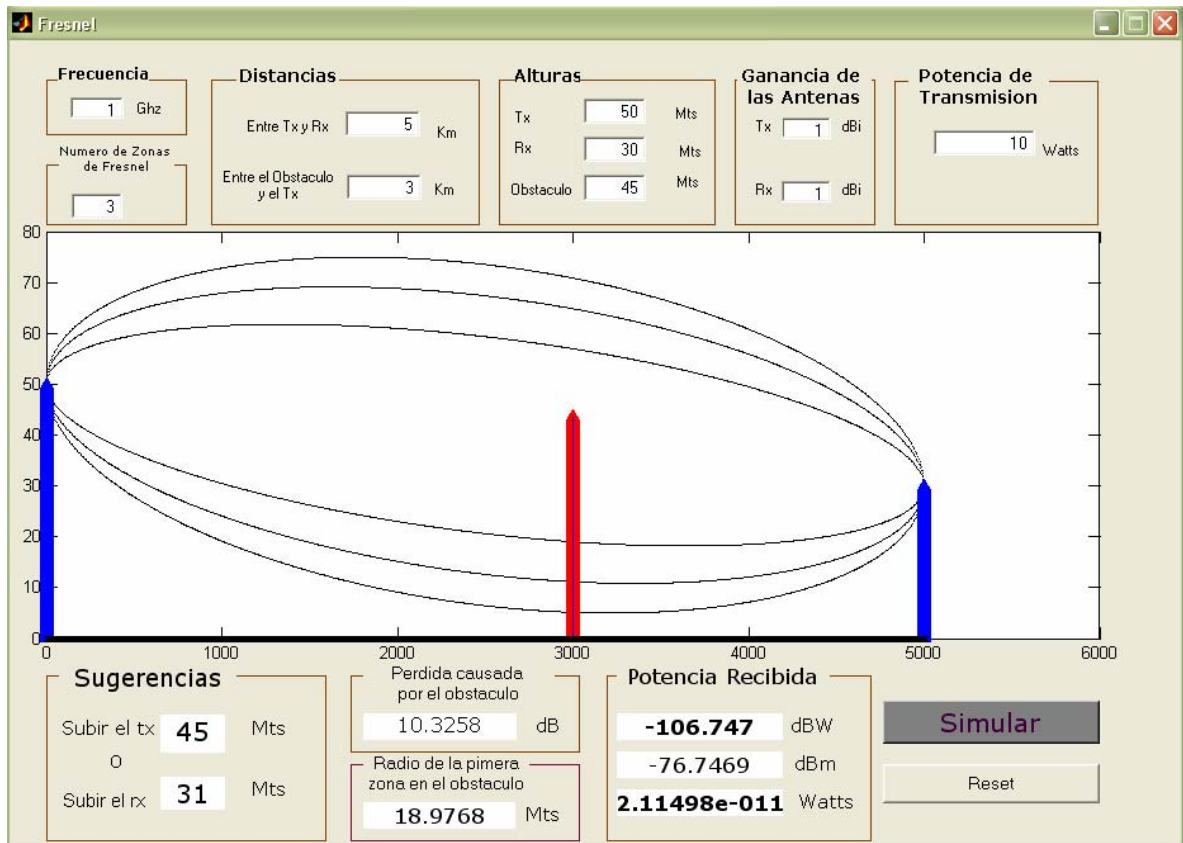 Fresnel
Frecuencia
1 Ghz
Numero de Zonas
de Fresnel
3
Distancias
Entre Tx y Rx 5 Km
Entre el Obstaculo
y el Tx 3 Km
Alturas
Tx 50 Mts
Rx 30 Mts
Obstaculo 45 Mts
Ganancia de
las Antenas
Tx 1 dBi
Rx 1 dBi
Potencia de
Transmision
10 Watts
80
70
60
50
40
30
20
10
0
0 1000 2000 3000 4000 5000 6000
Sugerencias
Subir el tx 45 Mts
O
Subir el rx 31 Mts
Perdida causada
por el obstaculo
10.3258 dB
Radio de la pimera
zona en el obstaculo
18.9768 Mts
Potencia Recibida
-106.747 dBW
-76.7469 dBm
2.11498e-011 Watts
Simular
Reset